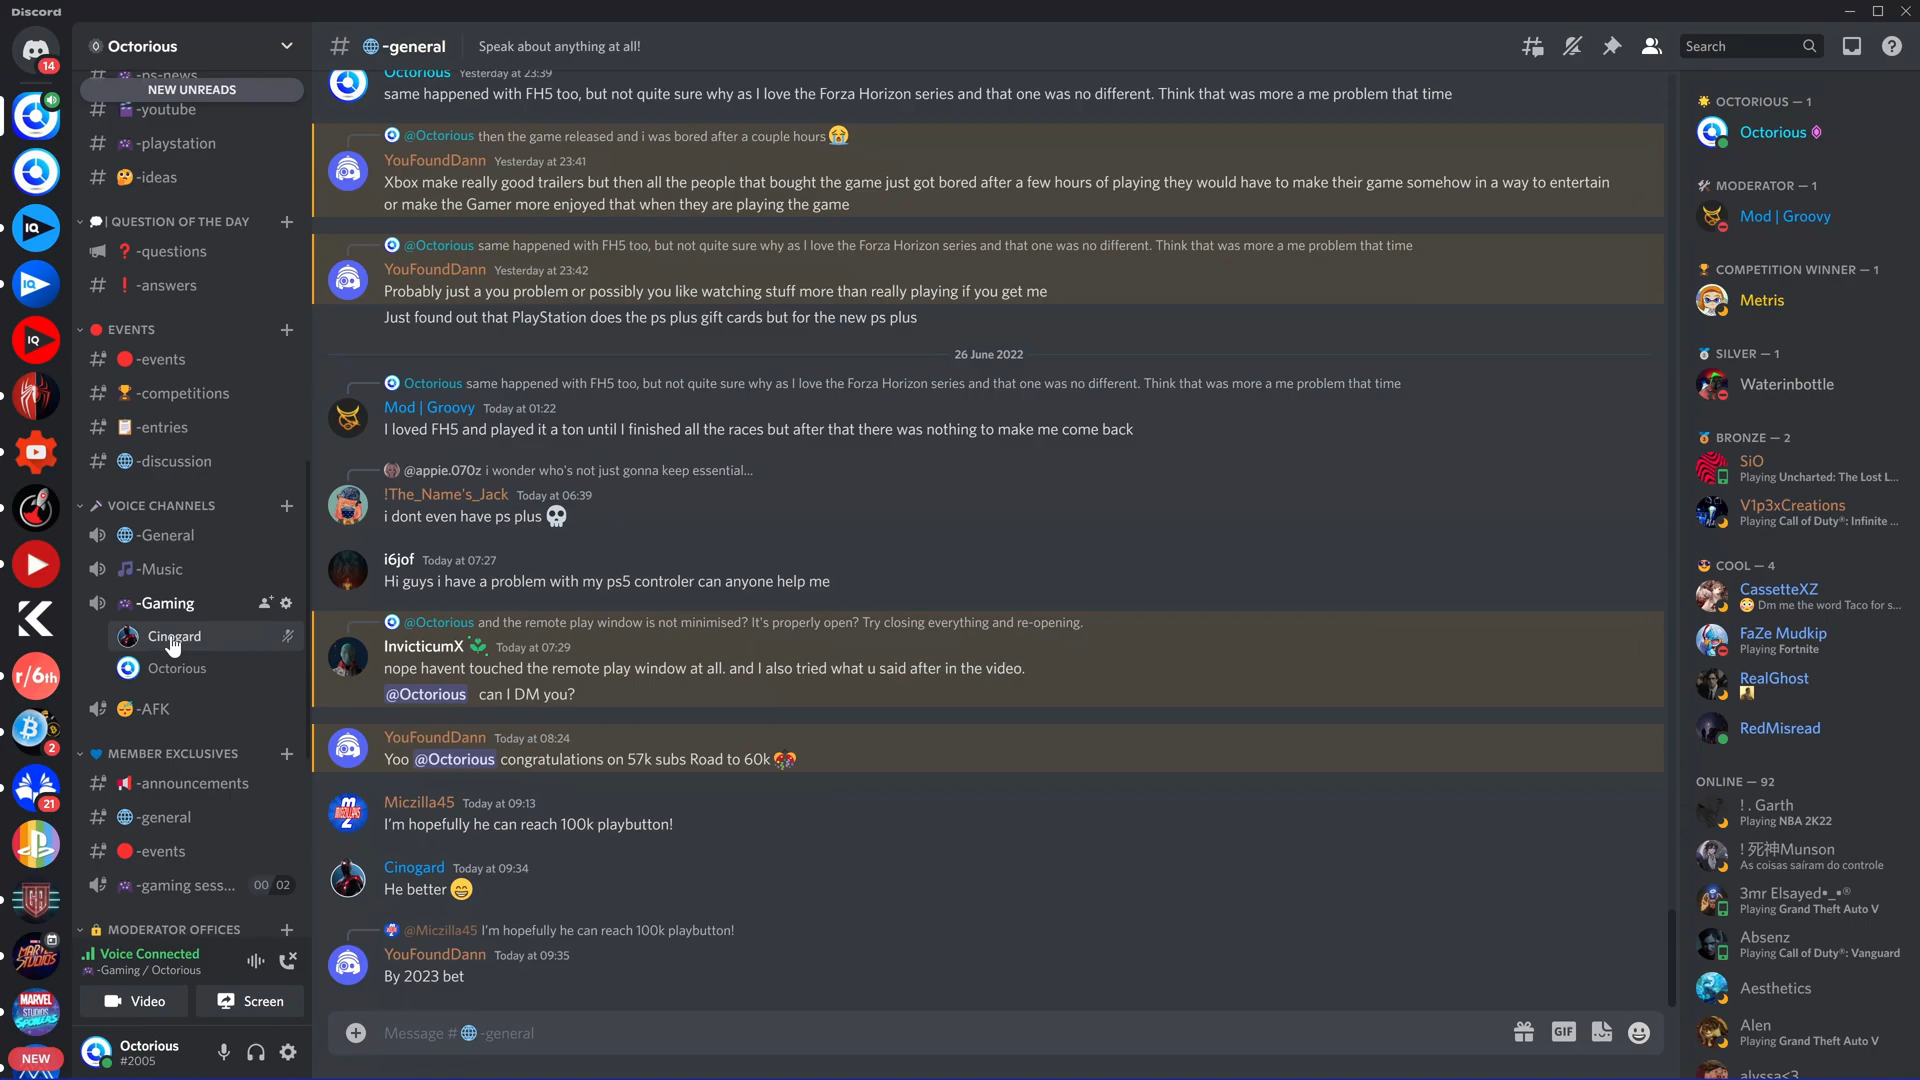 Discord
14
Octorious
-ps-news
NEW UNREADS
-youtube
-playstation
-ideas
| QUESTION OF THE DAY
-questions
-answers
EVENTS
-events
-competitions
-entries
-discussion
VOICE CHANNELS
-General
-Music
-Gaming
Cinogard
Octorious
-AFK
MEMBER EXCLUSIVES
-announcements
-general
-events
-gaming sess... 00 02
MODERATOR OFFICES
Voice Connected
-Gaming / Octorious
Video
Screen
Octorious
#2005
IQ
IQ
IQ
r/6th
2
21
MARVEL
STUDIOS
SPOILERS
NEW
-general
Speak about anything at all!
Search
Octorious Yesterday at 23:39
same happened with FH5 too, but not quite sure why as I love the Forza Horizon series and that one was no different. Think that was more a me problem that time
@Octorious then the game released and i was bored after a couple hours 😭
YouFoundDann Yesterday at 23:41
Xbox make really good trailers but then all the people that bought the game just got bored after a few hours of playing they would have to make their game somehow in a way to entertain
or make the Gamer more enjoyed that when they are playing the game
@Octorious same happened with FH5 too, but not quite sure why as I love the Forza Horizon series and that one was no different. Think that was more a me problem that time
YouFoundDann Yesterday at 23:42
Probably just a you problem or possibly you like watching stuff more than really playing if you get me
Just found out that PlayStation does the ps plus gift cards but for the new ps plus
26 June 2022
Octorious same happened with FH5 too, but not quite sure why as I love the Forza Horizon series and that one was no different. Think that was more a me problem that time
Mod | Groovy Today at 01:22
I loved FH5 and played it a ton until I finished all the races but after that there was nothing to make me come back
@appie.070z i wonder who's not just gonna keep essential...
!The_Name's_Jack Today at 06:39
i dont even have ps plus 💀
i6jof Today at 07:27
Hi guys i have a problem with my ps5 controler can anyone help me
@Octorious and the remote play window is not minimised? It's properly open? Try closing everything and re-opening.
InvicticumX Today at 07:29
nope havent touched the remote play window at all. and I also tried what u said after in the video.
@Octorious can I DM you?
YouFoundDann Today at 08:24
Yoo @Octorious congratulations on 57k subs Road to 60k
Miczilla45 Today at 09:13
I'm hopefully he can reach 100k playbutton!
Cinogard Today at 09:34
He better 😄
@Miczilla45 I'm hopefully he can reach 100k playbutton!
YouFoundDann Today at 09:35
By 2023 bet
Message # -general
GIF
OCTORIOUS — 1
Octorious
MODERATOR — 1
Mod | Groovy
COMPETITION WINNER — 1
Metris
SILVER — 1
Waterinbottle
BRONZE — 2
SiO
Playing Uncharted: The Lost L...
V1p3xCreations
Playing Call of Duty®: Infinite ...
COOL — 4
CassetteXZ
Dm me the word Taco for s...
FaZe Mudkip
Playing Fortnite
RealGhost
RedMisread
ONLINE — 92
! . Garth
Playing NBA 2K22
! 死神Munson
As coisas saíram do controle
3mr Elsayed•_•®
Playing Grand Theft Auto V
Absenz
Playing Call of Duty®: Vanguard
Aesthetics
Alen
Playing Grand Theft Auto V
alyssa<3